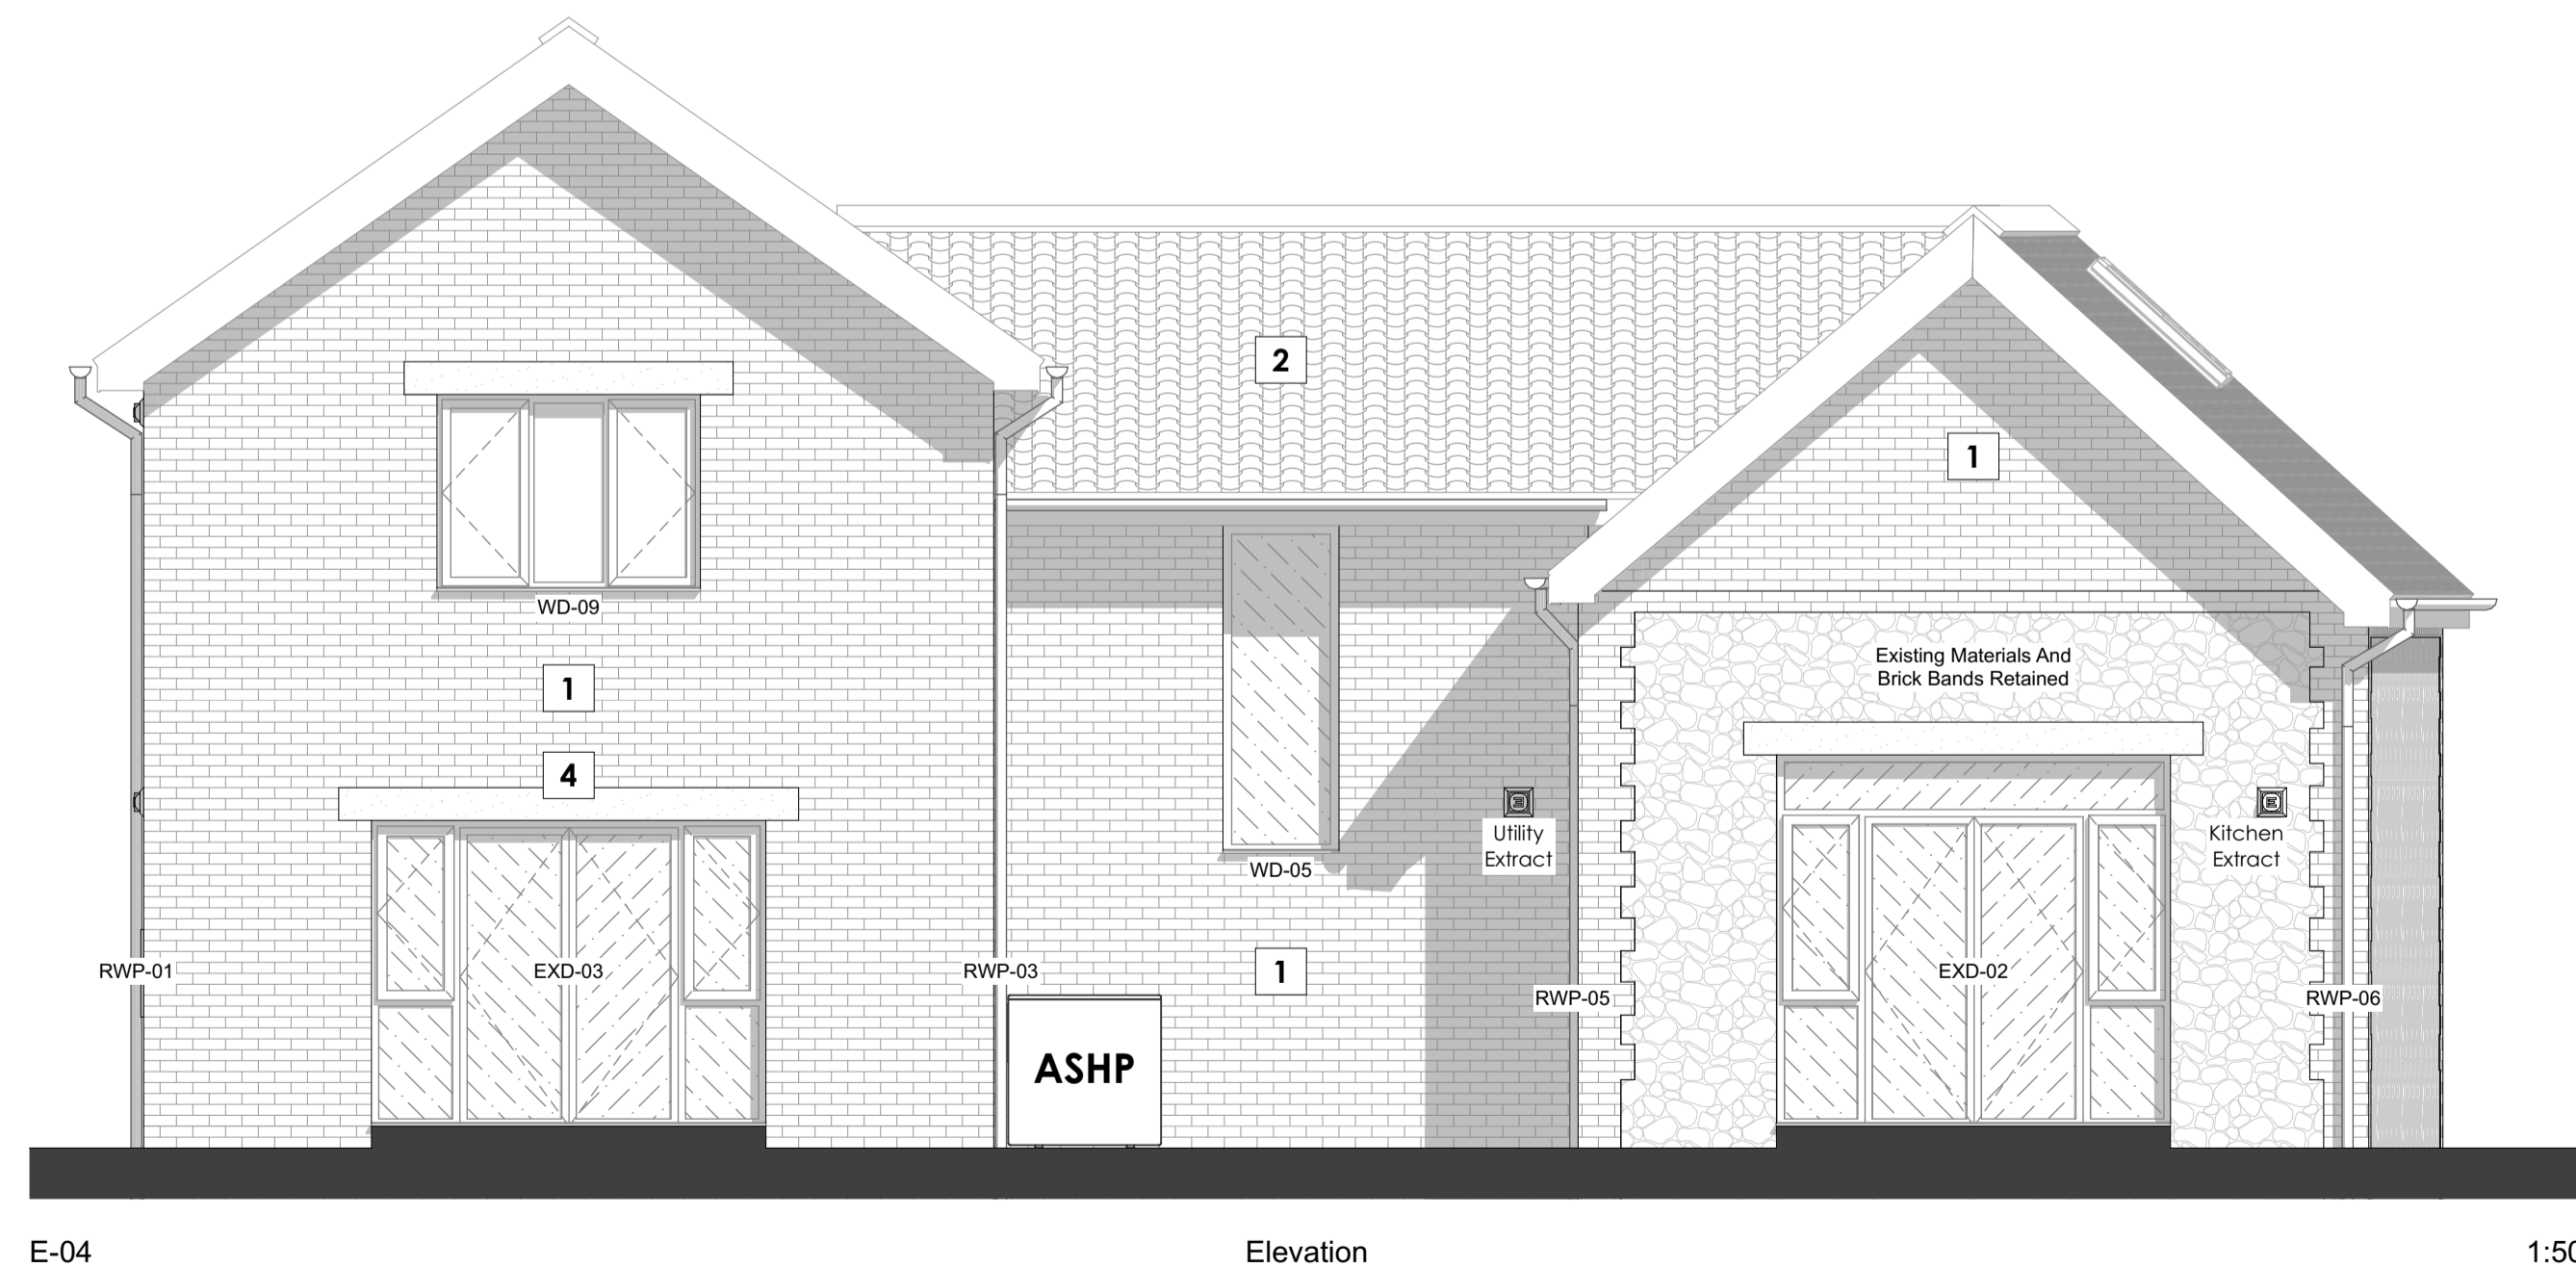 2
1
WD-09
Existing Materials And
Brick Bands Retained
1
4
Utility
Extract
Kitchen
Extract
WD-05
RWP-01
EXD-03
RWP-03
1
EXD-02
RWP-05
RWP-06
ASHP
E
E-04
Elevation
1:50